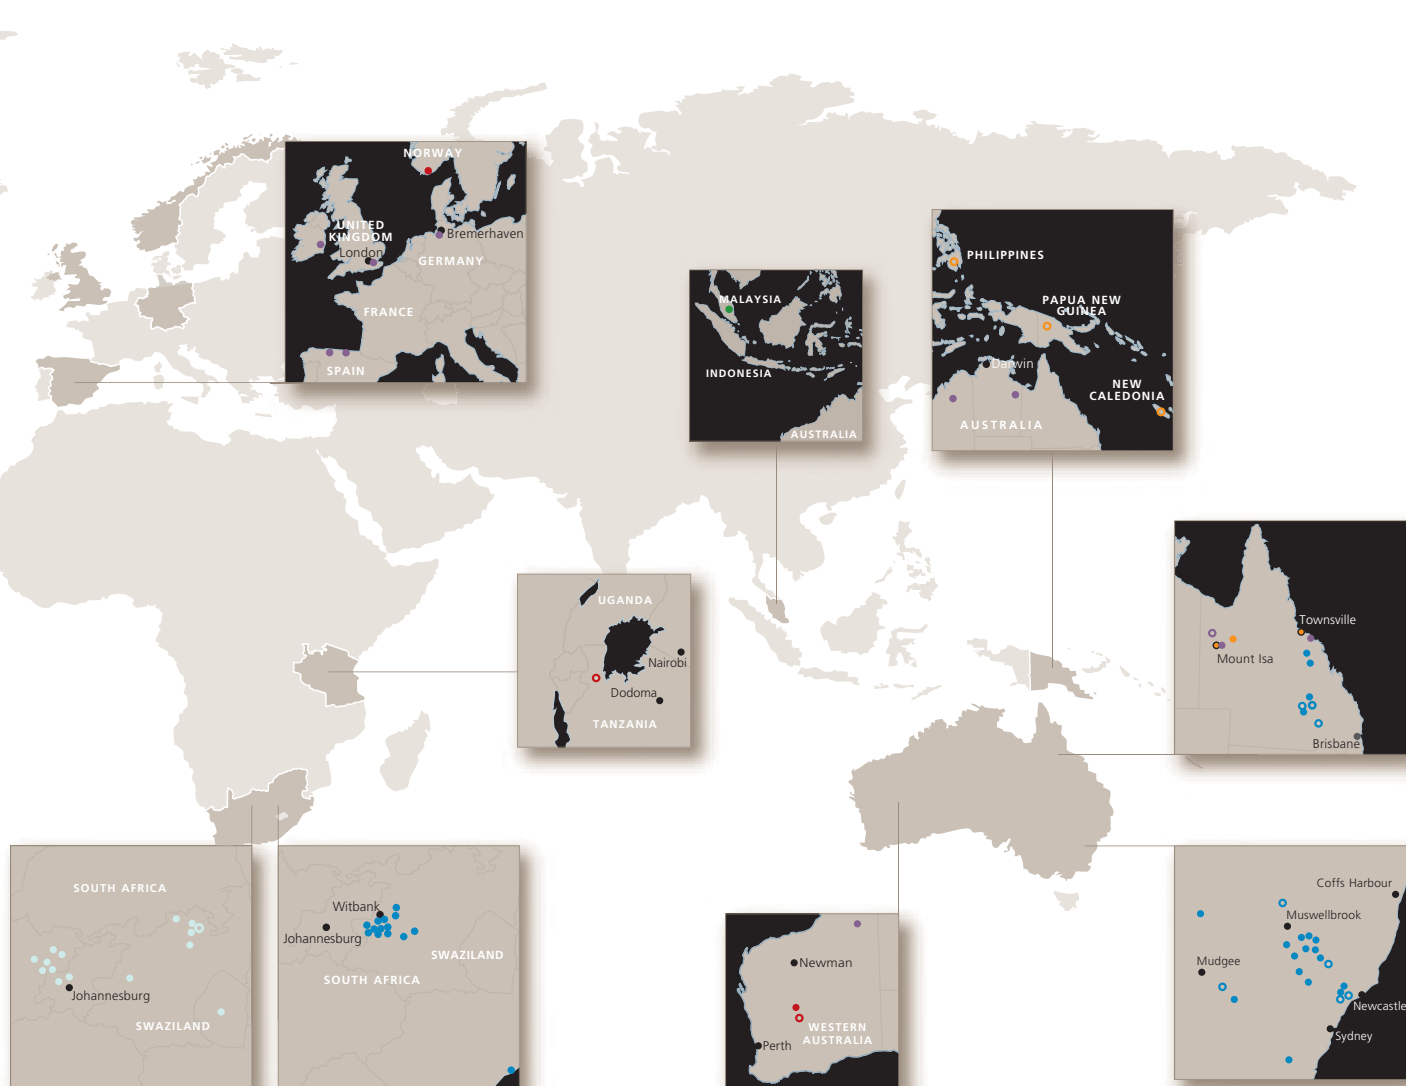 NORWAY
UNITED
KINGDOM
London
Bremerhaven
GERMANY
FRANCE
SPAIN
MALAYSIA
INDONESIA
AUSTRALIA
PHILIPPINES
PAPUA NEW
GUINEA
Darwin
NEW
CALEDONIA
AUSTRALIA
UGANDA
Nairobi
Dodoma
TANZANIA
Townsville
Mount Isa
Brisbane
SOUTH AFRICA
Johannesburg
SWAZILAND
Witbank
Johannesburg
SWAZILAND
SOUTH AFRICA
Newman
WESTERN
AUSTRALIA
Perth
Coffs Harbour
Muswellbrook
Mudgee
Newcastle
Sydney